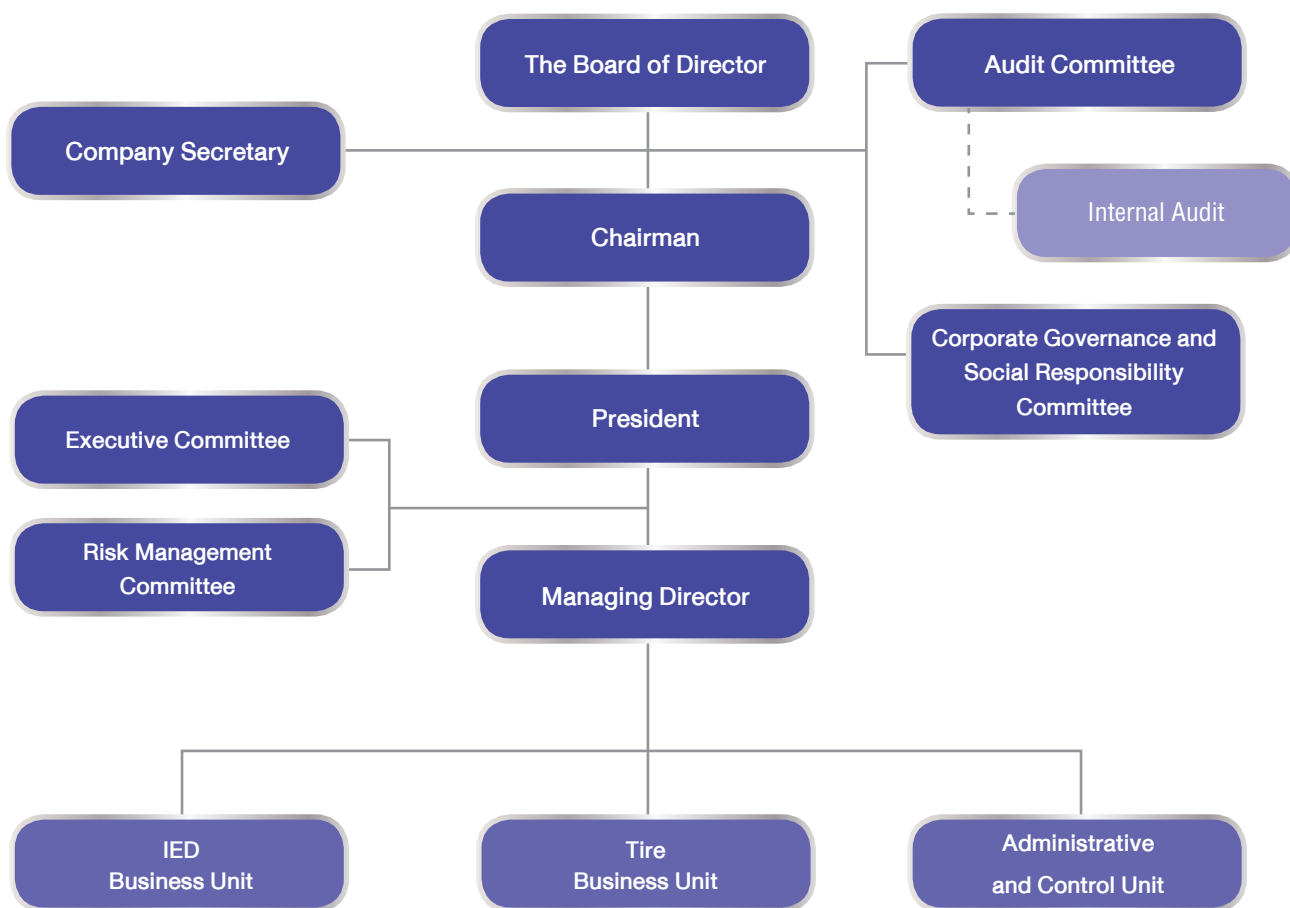 The Board of Director
Audit Committee
Company Secretary
Internal Audit
Chairman
Corporate Governance and
Social Responsibility
Committee
President
Executive Committee
Risk Management
Committee
Managing Director
IED
Business Unit
Tire
Business Unit
Administrative
and Control Unit